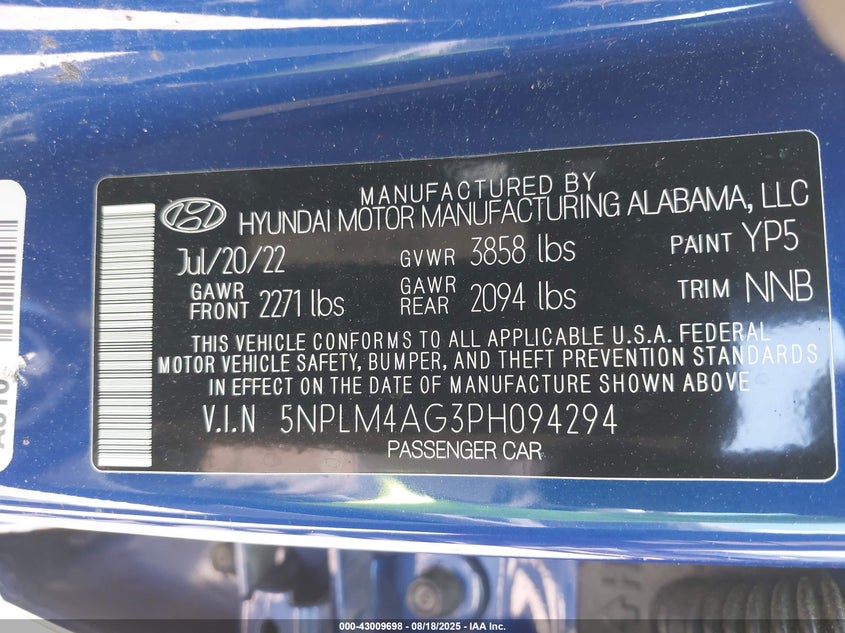 MANUFACTURED BY
HYUNDAI MOTOR MANUFACTURING ALABAMA, LLC
Jul/20/22 GVWR 3858 lbs PAINT YP5
GAWR FRONT 2271 lbs GAWR REAR 2094 lbs TRIM NNB
THIS VEHICLE CONFORMS TO ALL APPLICABLE U.S.A. FEDERAL
MOTOR VEHICLE SAFETY, BUMPER, AND THEFT PREVENTION STANDARDS
IN EFFECT ON THE DATE OF MANUFACTURE SHOWN ABOVE.
V.I.N 5NPLM4AG3PH094294
PASSENGER CAR
000-43009698 - 08/18/2025 - IAA Inc.